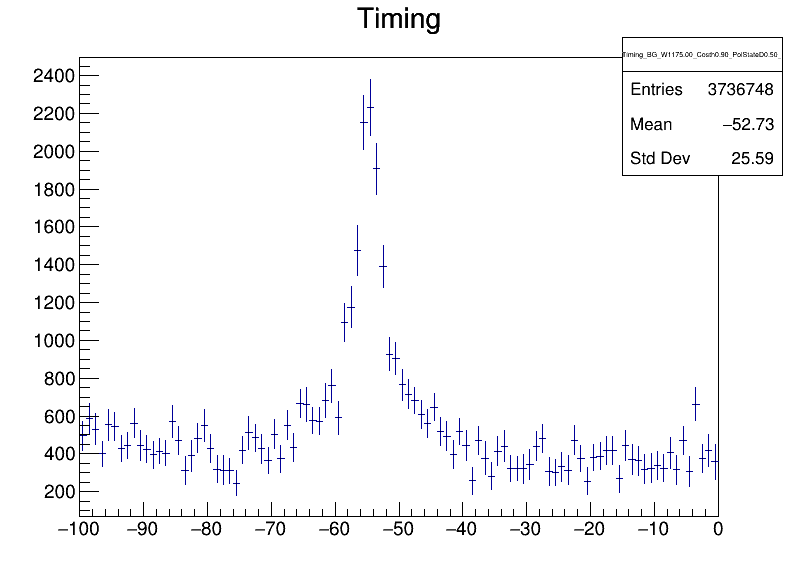 Timing
Timing_BG_W1175.00_Costh0.90_PolStateD0.50_
Entries 3736748
Mean −52.73
Std Dev 25.59
2400
2200
2000
1800
1600
1400
1200
1000
800
600
400
200
−100 −90 −80 −70 −60 −50 −40 −30 −20 −10 0